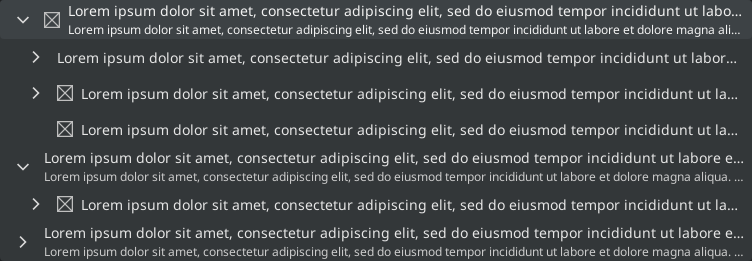 Lorem ipsum dolor sit amet, consectetur adipiscing elit, sed do eiusmod tempor incididunt ut labo...
Lorem ipsum dolor sit amet, consectetur adipiscing elit, sed do eiusmod tempor incididunt ut labore et dolore magna ali...
Lorem ipsum dolor sit amet, consectetur adipiscing elit, sed do eiusmod tempor incididunt ut labor...
Lorem ipsum dolor sit amet, consectetur adipiscing elit, sed do eiusmod tempor incididunt ut la...
Lorem ipsum dolor sit amet, consectetur adipiscing elit, sed do eiusmod tempor incididunt ut la...
Lorem ipsum dolor sit amet, consectetur adipiscing elit, sed do eiusmod tempor incididunt ut labore e...
Lorem ipsum dolor sit amet, consectetur adipiscing elit, sed do eiusmod tempor incididunt ut labore et dolore magna aliqua. ...
Lorem ipsum dolor sit amet, consectetur adipiscing elit, sed do eiusmod tempor incididunt ut la...
Lorem ipsum dolor sit amet, consectetur adipiscing elit, sed do eiusmod tempor incididunt ut labore e...
Lorem ipsum dolor sit amet, consectetur adipiscing elit, sed do eiusmod tempor incididunt ut labore et dolore magna aliqua. ...